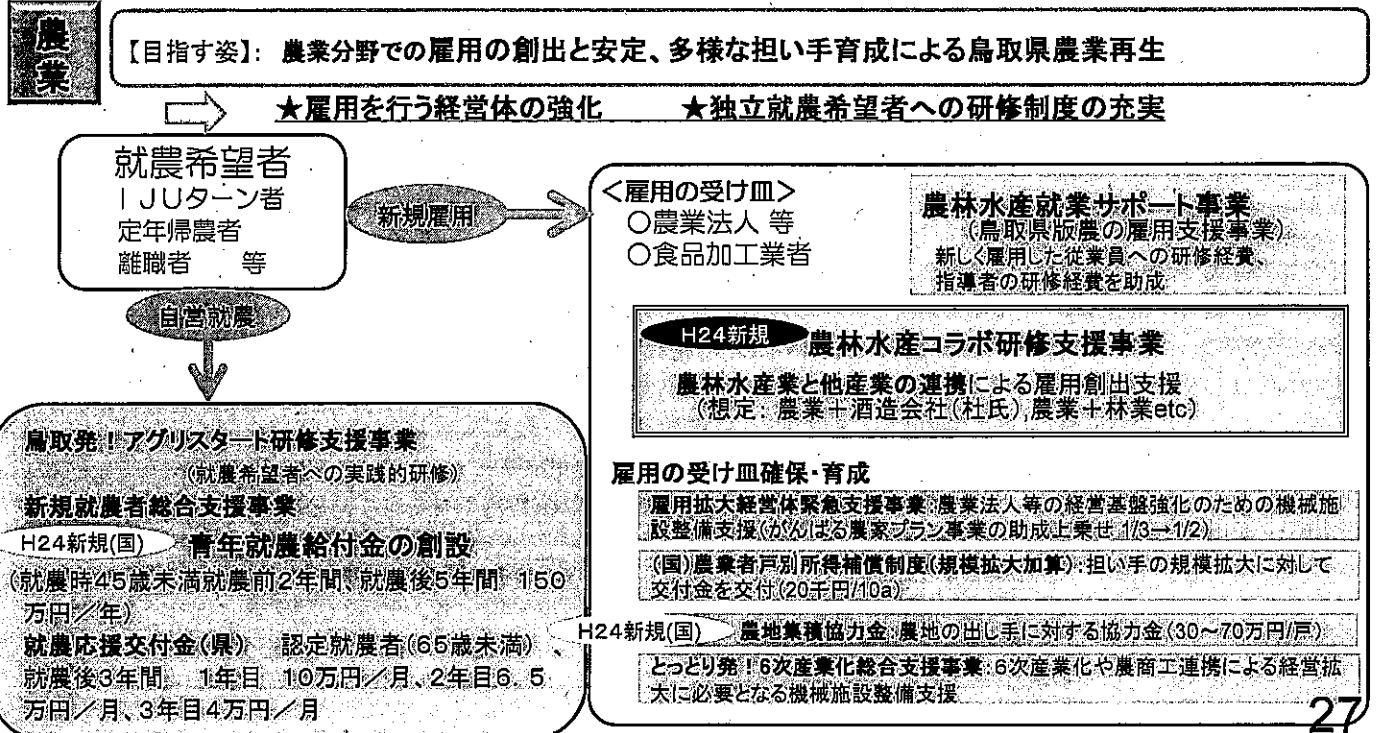 農業
【目指す姿】： 農業分野での雇用の創出と安定、多様な担い手育成による鳥取県農業再生
★雇用を行う経営体の強化　★独立就農希望者への研修制度の充実
就農希望者
IJUターン者
定年帰農者
離職者　等
新規雇用
自営就農
鳥取発！アグリスタート研修支援事業
(就農希望者への実践的研修)
新規就農者総合支援事業
H24新規(国)　青年就農給付金の創設
(就農時45歳未満就農前2年間、就農後5年間 150
万円／年)
就農応援交付金(県)　認定就農者(65歳未満)、
就農後3年間　1年目 10万円／月、2年目6.5
万円／月、3年目4万円／月
＜雇用の受け皿＞
○農業法人 等
○食品加工業者
農林水産就業サポート事業
(鳥取県版農の雇用支援事業)
新しく雇用した従業員への研修経費、
指導者の研修経費を助成
H24新規　農林水産コラボ研修支援事業
農林水産業と他産業の連携による雇用創出支援
(想定：農業＋酒造会社(杜氏),農業＋林業etc)
雇用の受け皿確保・育成
雇用拡大経営体緊急支援事業:農業法人等の経営基盤強化のための機械施
設整備支援(がんばる農家プラン事業の助成上乗せ 1/3→1/2)
(国)農業者戸別所得補償制度(規模拡大加算):担い手の規模拡大に対して
交付金を交付(20千円/10a)
H24新規(国)　農地集積協力金:農地の出し手に対する協力金(30～70万円/戸)
とっとり発！6次産業化総合支援事業:6次産業化や農商工連携による経営拡
大に必要となる機械施設整備支援
27